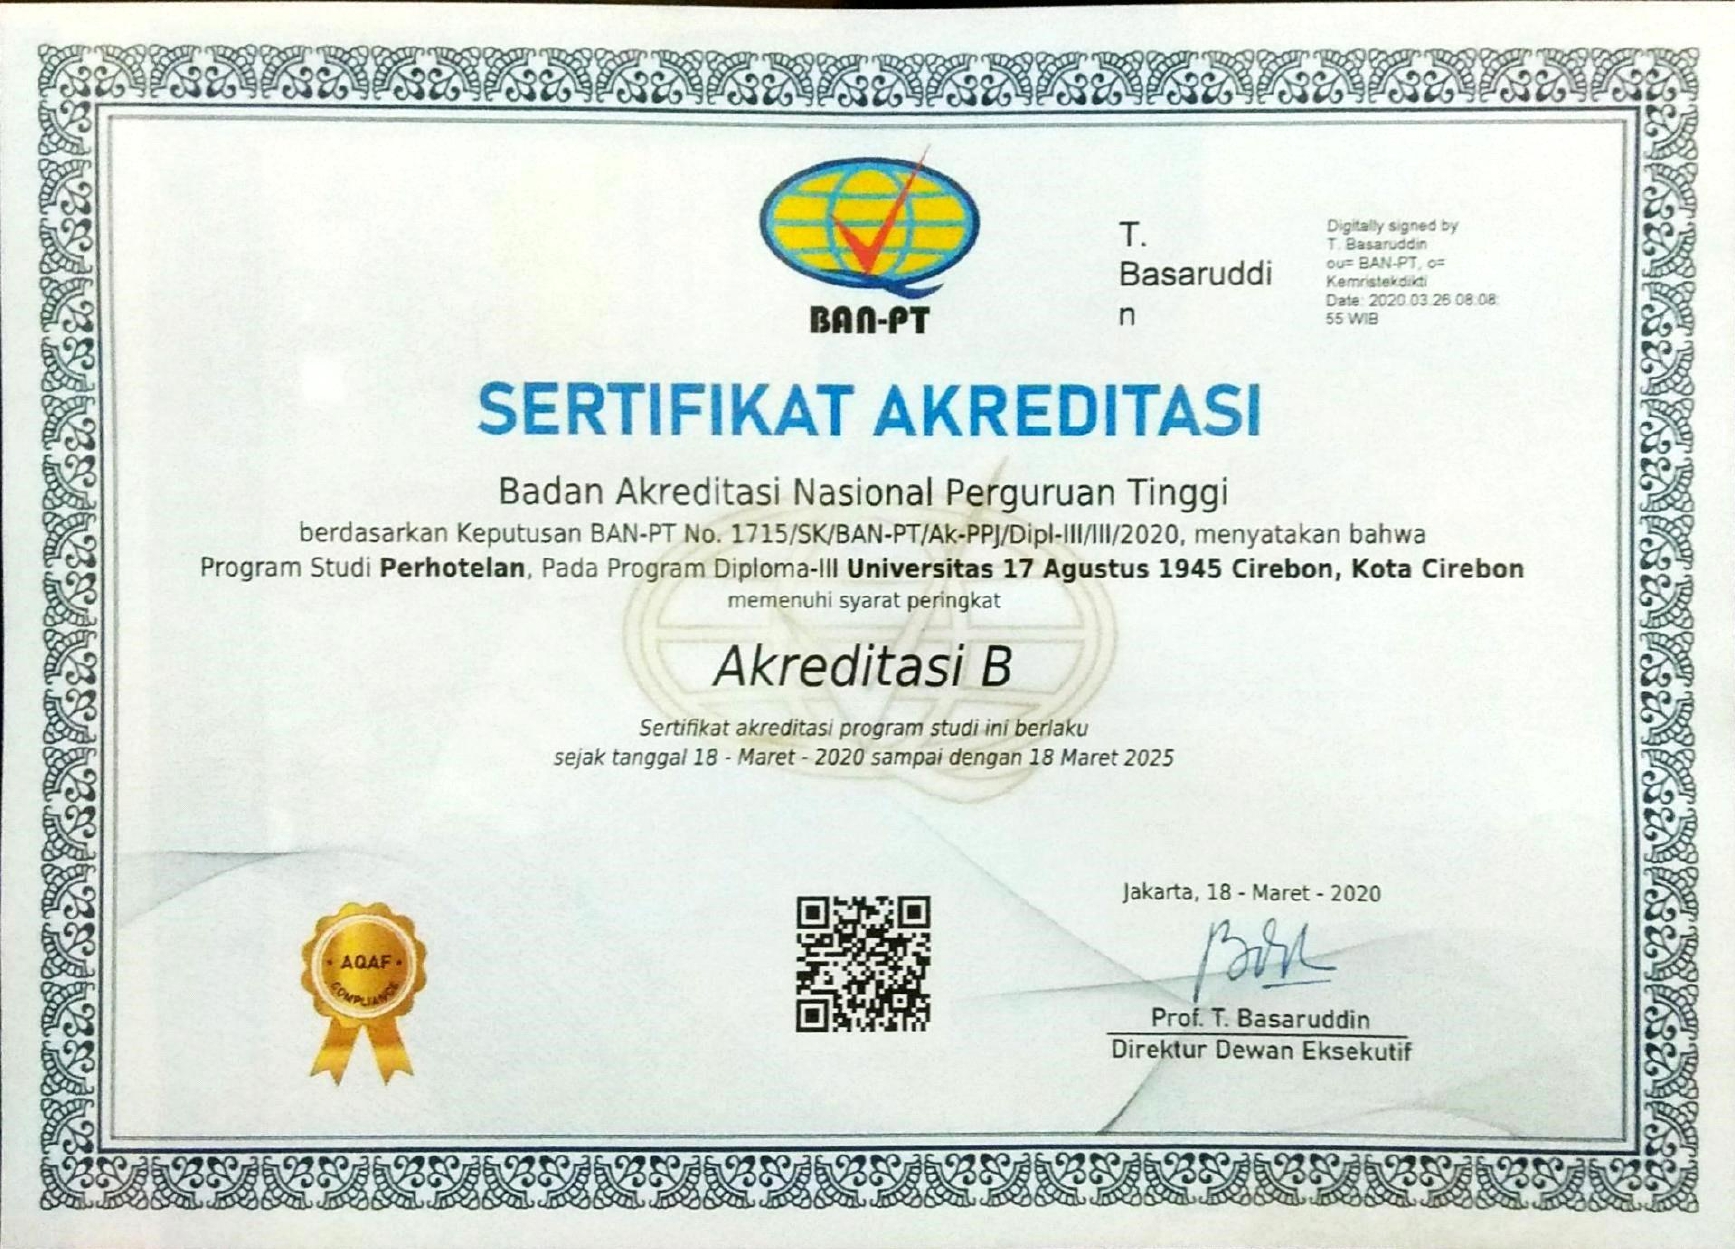 BAN-PT
T.
Basaruddi
n
Digitally signed by
T. Basaruddin
ou= BAN-PT, o=
Kemristekdikti
Date: 2020.03.26 08:08:
55 WIB
SERTIFIKAT AKREDITASI
Badan Akreditasi Nasional Perguruan Tinggi
berdasarkan Keputusan BAN-PT No. 1715/SK/BAN-PT/Ak-PPJ/Dipl-III/III/2020, menyatakan bahwa
Program Studi Perhotelan, Pada Program Diploma-III Universitas 17 Agustus 1945 Cirebon, Kota Cirebon
memenuhi syarat peringkat
Akreditasi B
Sertifikat akreditasi program studi ini berlaku
sejak tanggal 18 - Maret - 2020 sampai dengan 18 Maret 2025
AQAF
COMPLIANCE
Jakarta, 18 - Maret - 2020
Prof. T. Basaruddin
Direktur Dewan Eksekutif